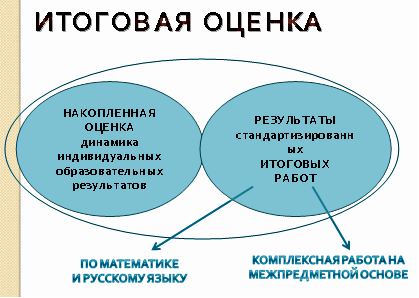 ИТОГОВАЯ ОЦЕНКА
НАКОПЛЕННАЯ
ОЦЕНКА
динамика
индивидуальных
образовательных
результатов
РЕЗУЛЬТАТЫ
стандартизированн
ых
ИТОГОВЫХ
РАБОТ
ПО МАТЕМАТИКЕ
И РУССКОМУ ЯЗЫКУ
КОМПЛЕКСНАЯ РАБОТА НА
МЕЖПРЕДМЕТНОЙ ОСНОВЕ